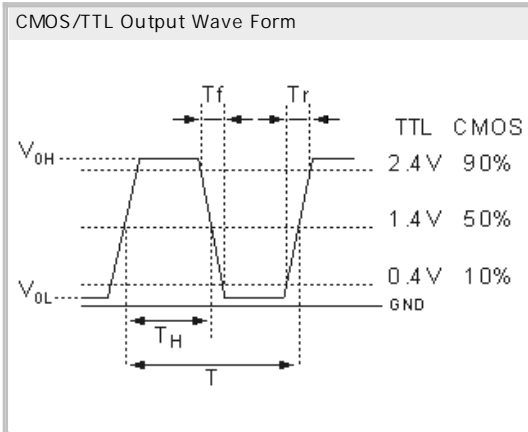 CMOS/TTL Output Wave Form
Tf Tr
TTL CMOS
V0H 2.4V 90%
1.4V 50%
0.4V 10%
V0L GND
TH
T